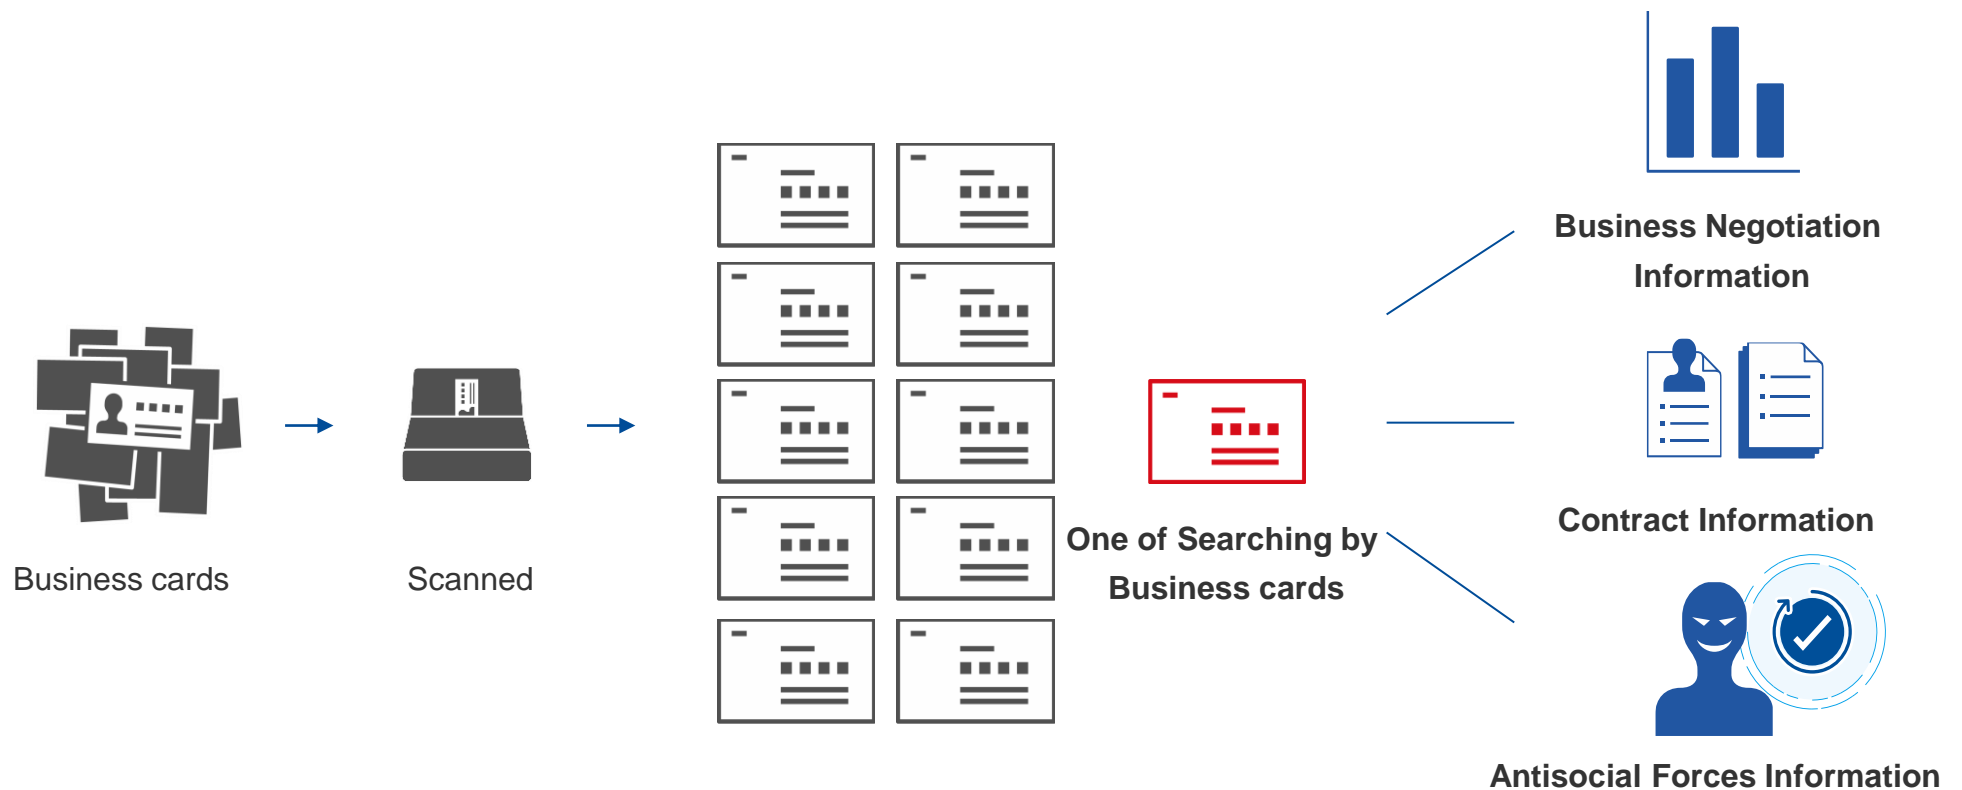 Business cards
Scanned
One of Searching by
Business cards
Business Negotiation
Information
Contract Information
Antisocial Forces Information